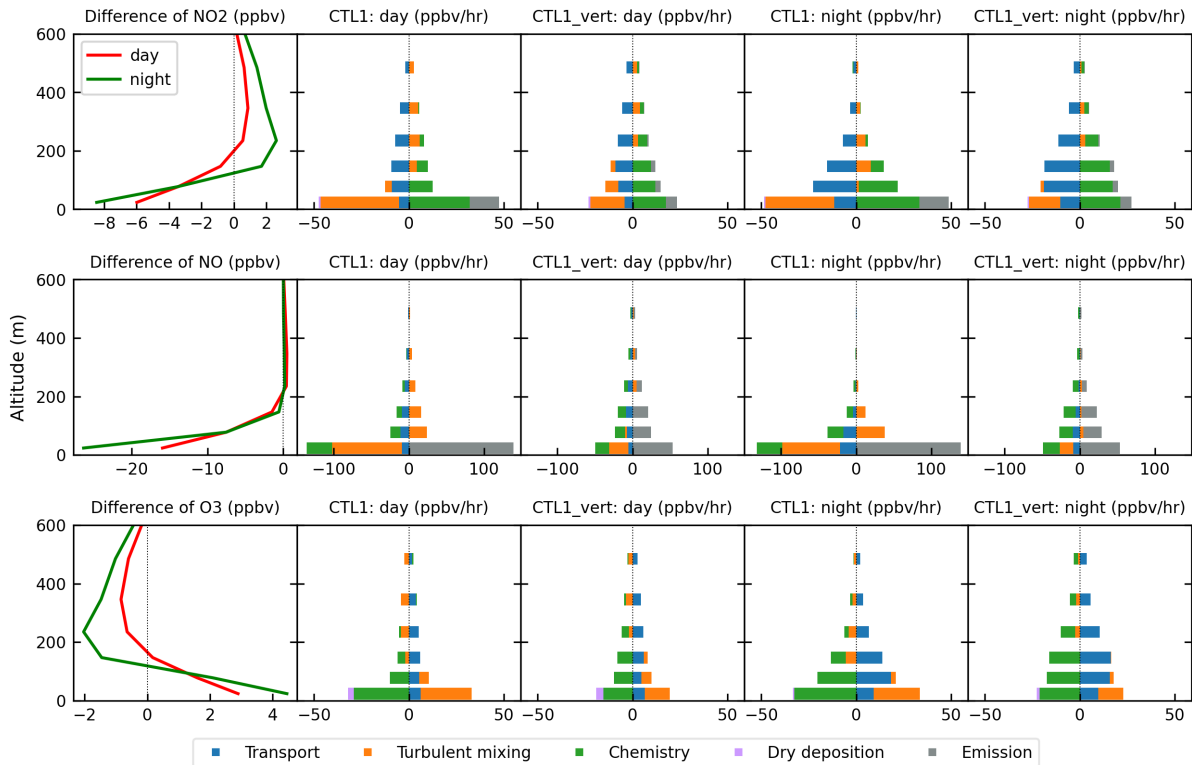 Difference of NO2 (ppbv) CTL1: day (ppbv/hr) CTL1_vert: day (ppbv/hr) CTL1: night (ppbv/hr) CTL1_vert: night (ppbv/hr)
600
400
200
0
day
night
−8 −6 −4 −2 0 2 −50 0 50 −50 0 50 −50 0 50 −50 0 50
Difference of NO (ppbv) CTL1: day (ppbv/hr) CTL1_vert: day (ppbv/hr) CTL1: night (ppbv/hr) CTL1_vert: night (ppbv/hr)
Altitude (m)
600
400
200
0
−20 −10 0 −100 0 100 −100 0 100 −100 0 100 −100 0 100
Difference of O3 (ppbv) CTL1: day (ppbv/hr) CTL1_vert: day (ppbv/hr) CTL1: night (ppbv/hr) CTL1_vert: night (ppbv/hr)
600
400
200
0
−2 0 2 4 −50 0 50 −50 0 50 −50 0 50 −50 0 50
Transport Turbulent mixing Chemistry Dry deposition Emission